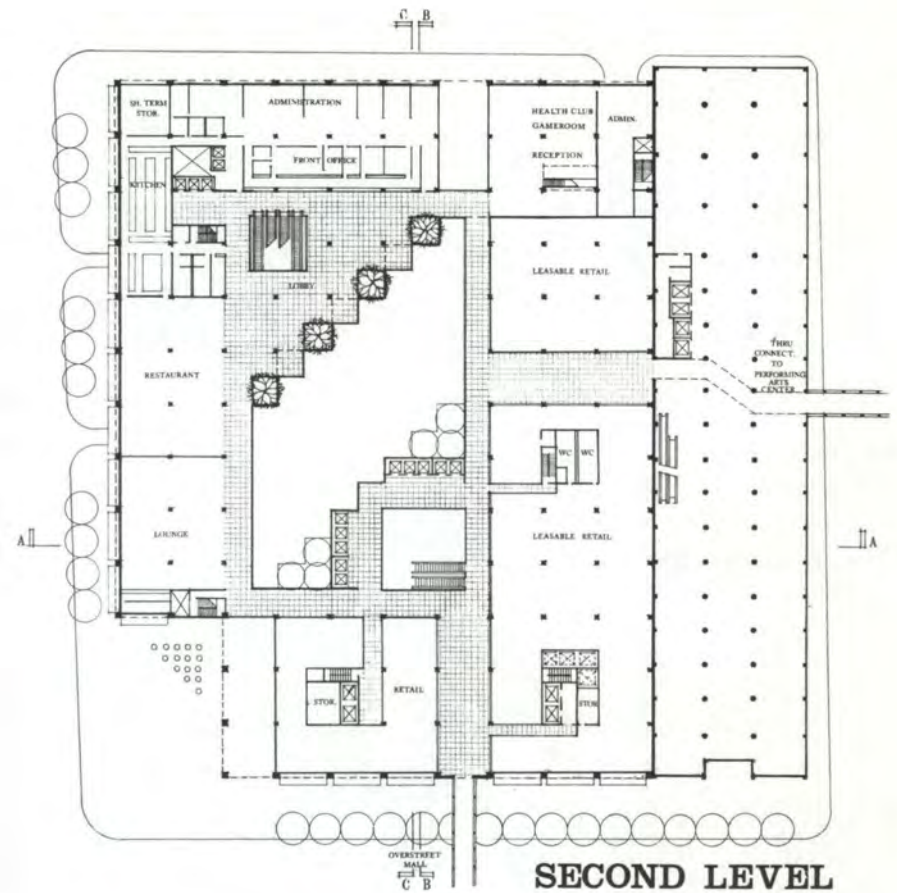 C B
SH. TERM
STOR.
ADMINISTRATION
HEALTH CLUB
GAMEROOM
ADMIN.
FRONT OFFICE
RECEPTION
KITCHEN
LOBBY
LEASABLE RETAIL
THRU
CONNECT.
TO
PERFORMING
ARTS
CENTER
RESTAURANT
WC WC
LOUNGE
LEASABLE RETAIL
A
A
STOR.
RETAIL
STOR
OVERSTREET
MALL
C B
SECOND LEVEL